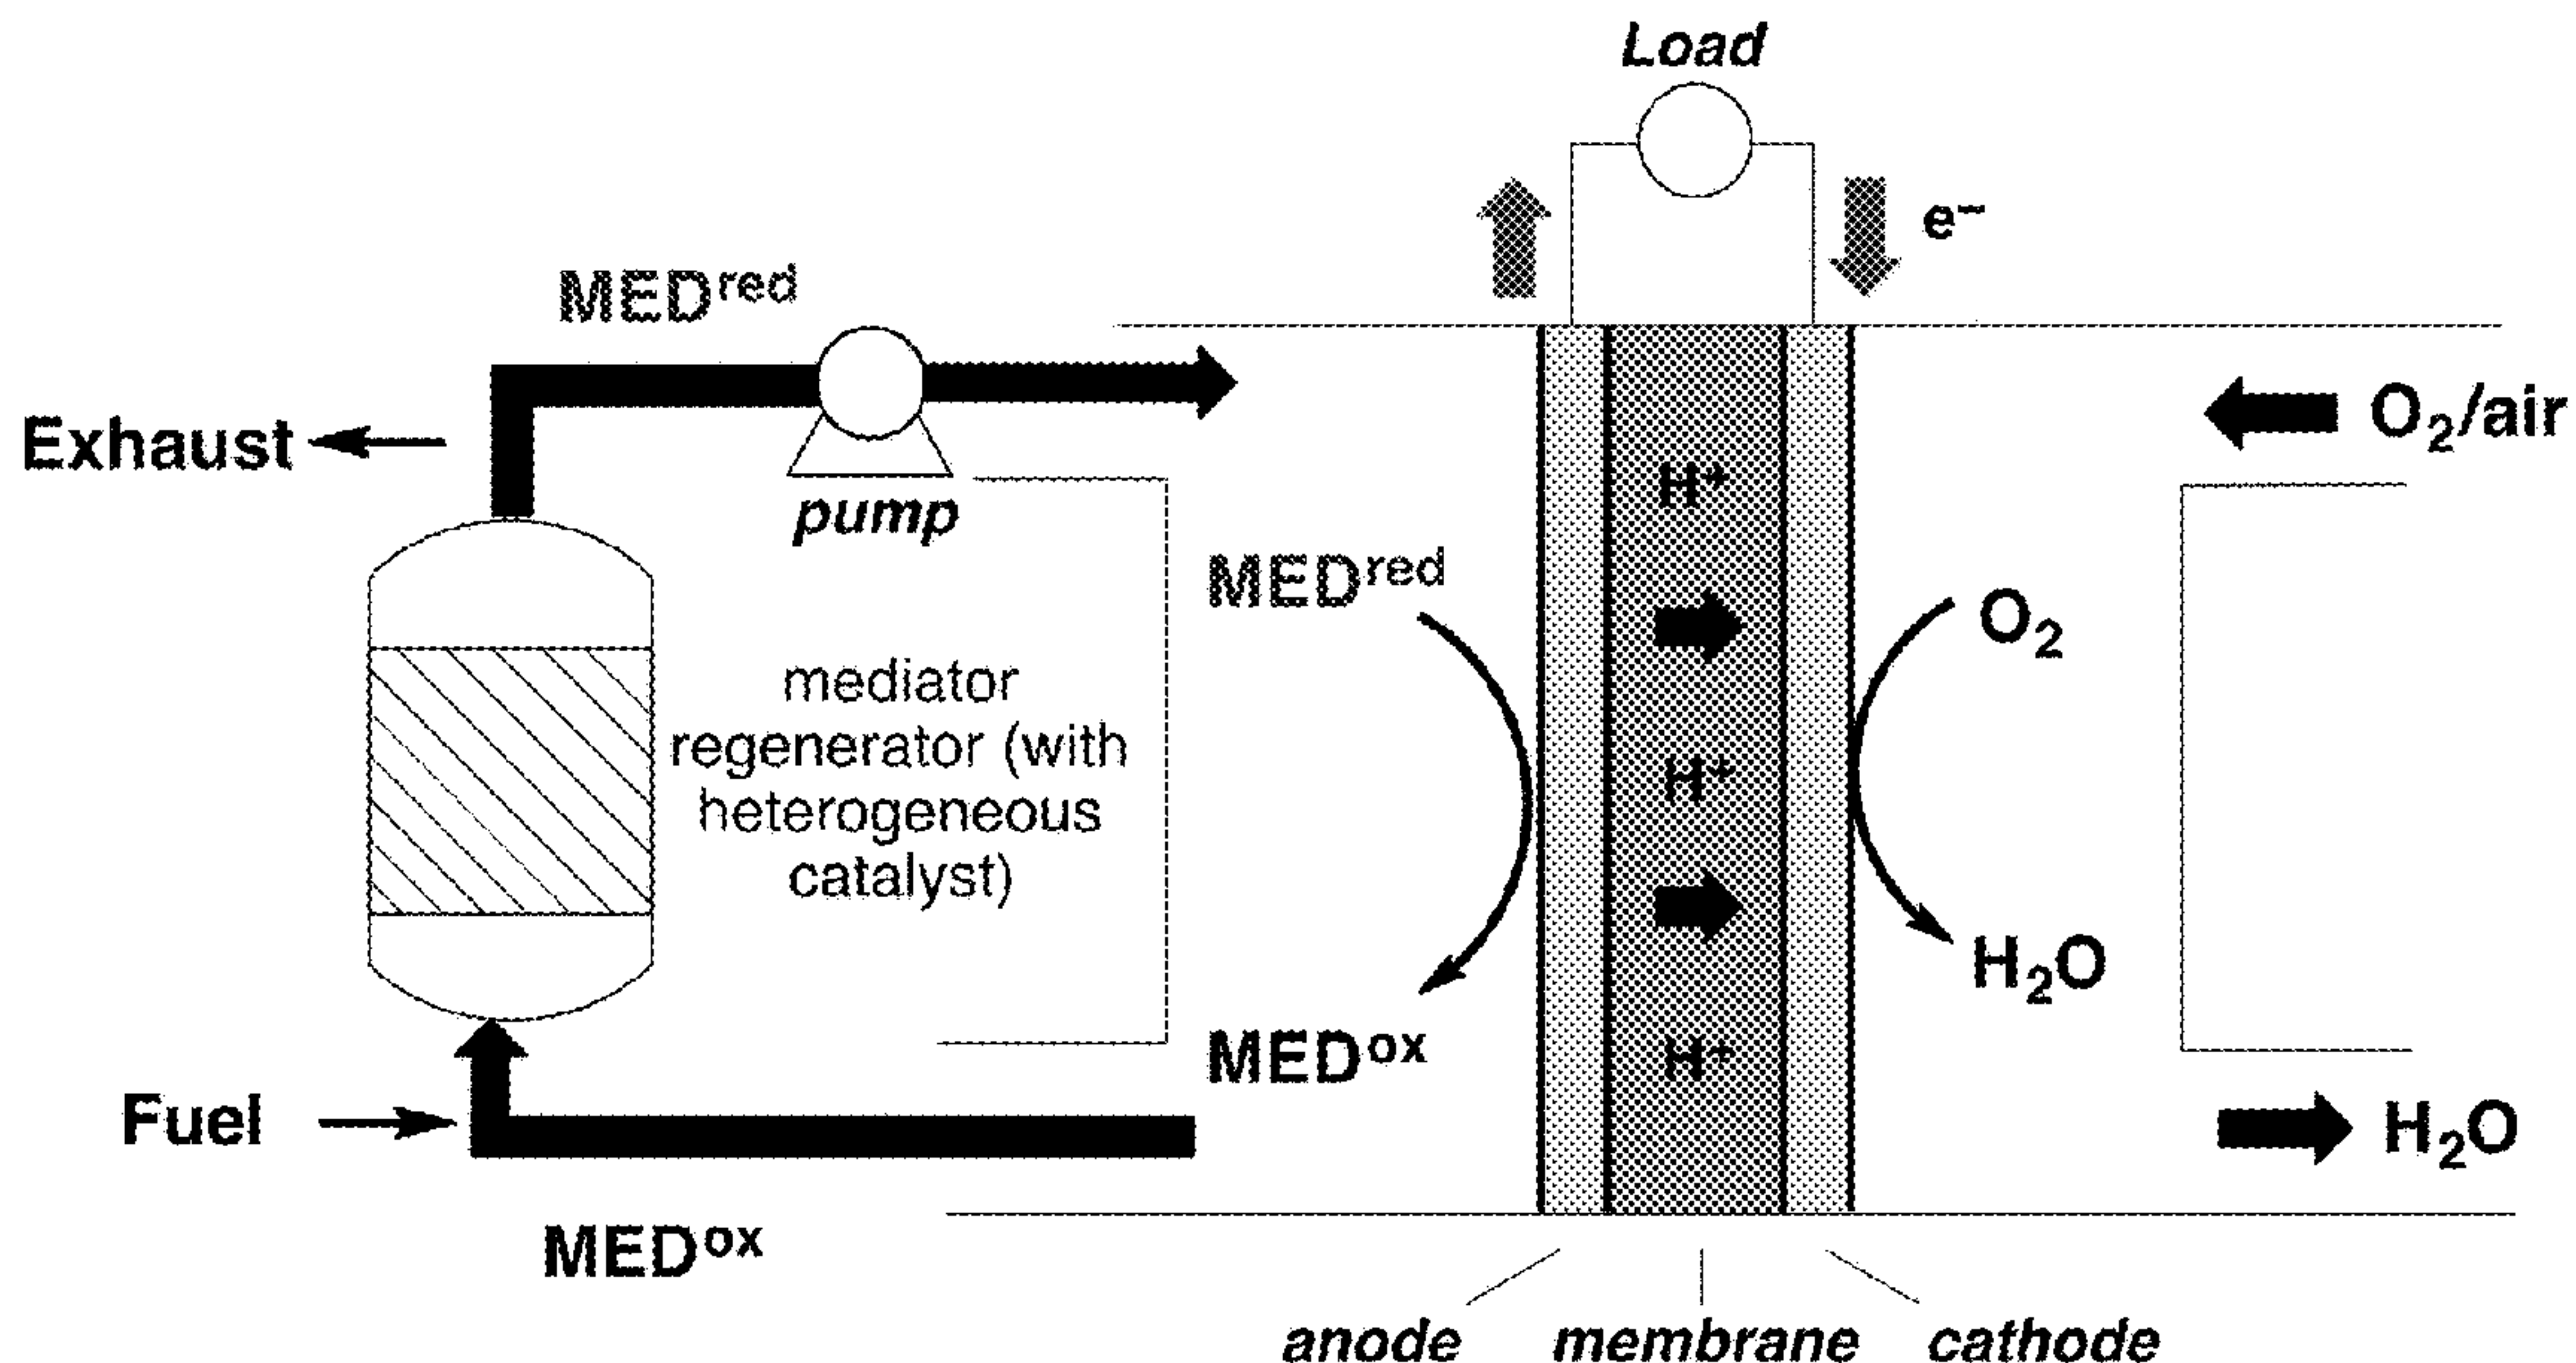 Load
e⁻
MEDʳᵉᵈ
Exhaust
O₂/air
pump
H⁺
MEDʳᵉᵈ
O₂
mediator
regenerator (with
heterogeneous
catalyst)
H⁺
H₂O
MEDᵒˣ
H⁺
Fuel
H₂O
MEDᵒˣ
anode
membrane
cathode